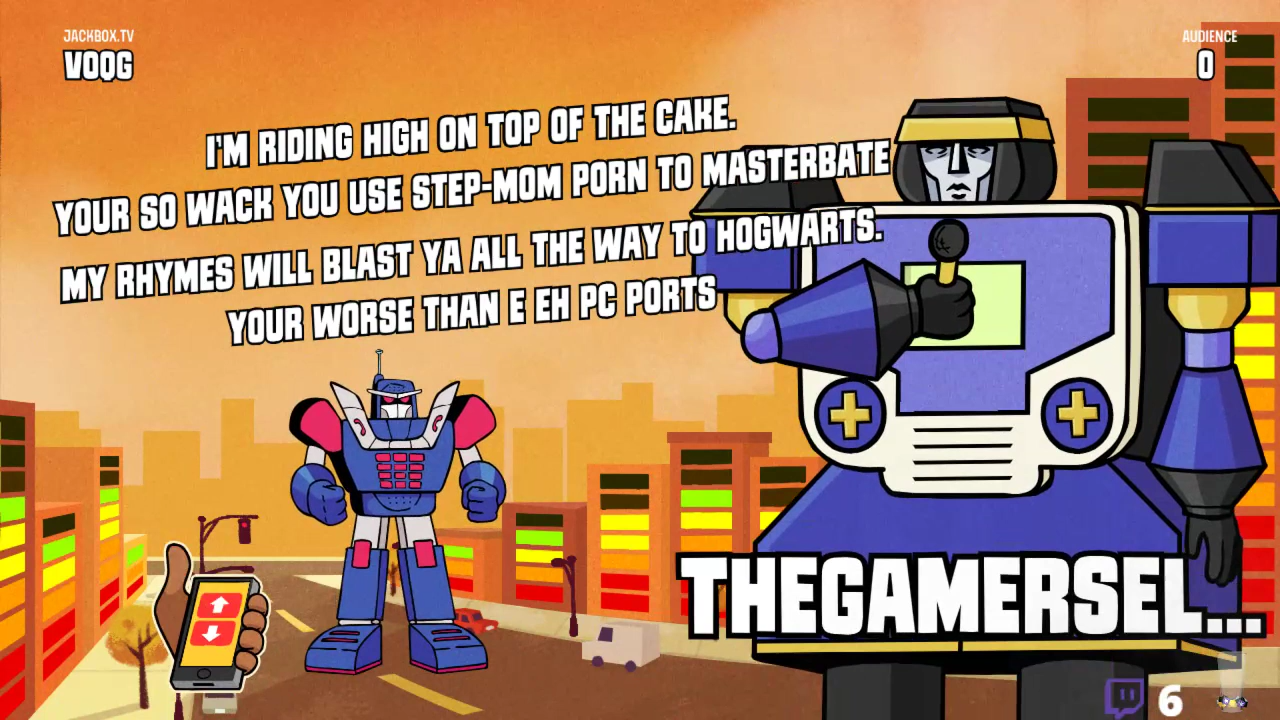 JACKBOX.TV
VOQG
AUDIENCE
0
I'M RIDING HIGH ON TOP OF THE CAKE.
YOUR SO WACK YOU USE STEP-MOM PORN TO MASTERBATE
MY RHYMES WILL BLAST YA ALL THE WAY TO HOGWARTS.
YOUR WORSE THAN E EH PC PORTS
THEGAMERSEL...
6